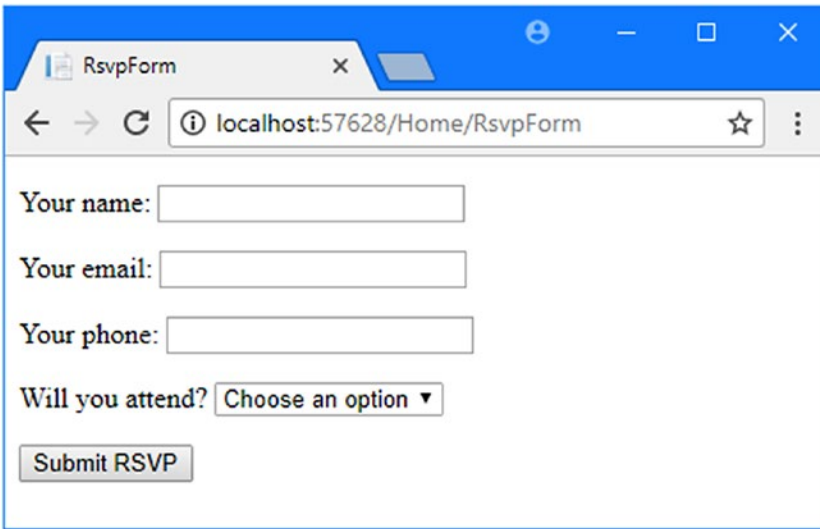 RsvpForm
localhost:57628/Home/RsvpForm
Your name:
Your email:
Your phone:
Will you attend? Choose an option
Submit RSVP